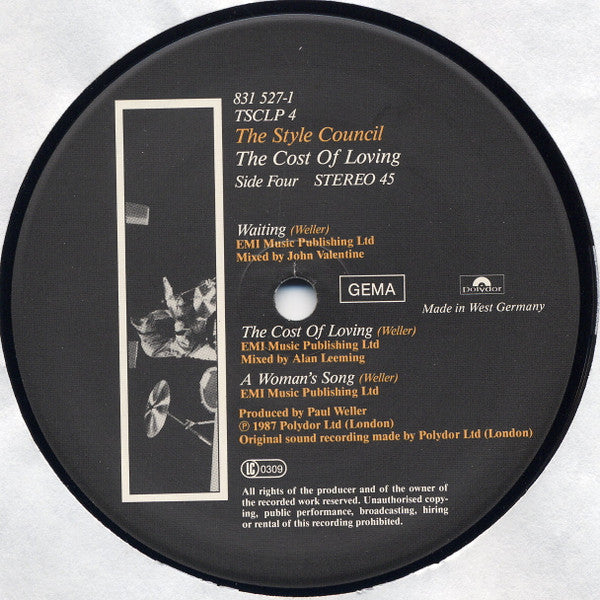 831 527-1
TSCLP 4
The Style Council
The Cost Of Loving
Side Four STEREO 45
Waiting (Weller)
EMI Music Publishing Ltd
Mixed by John Valentine
GEMA
Polydor
Made in West Germany
The Cost Of Loving (Weller)
EMI Music Publishing Ltd
Mixed by Alan Leeming
A Woman's Song (Weller)
EMI Music Publishing Ltd
Produced by Paul Weller
℗ 1987 Polydor Ltd (London)
Original sound recording made by Polydor Ltd (London)
LC 0309
All rights of the producer and of the owner of
the recorded work reserved. Unauthorised copy-
ing, public performance, broadcasting, hiring
or rental of this recording prohibited.